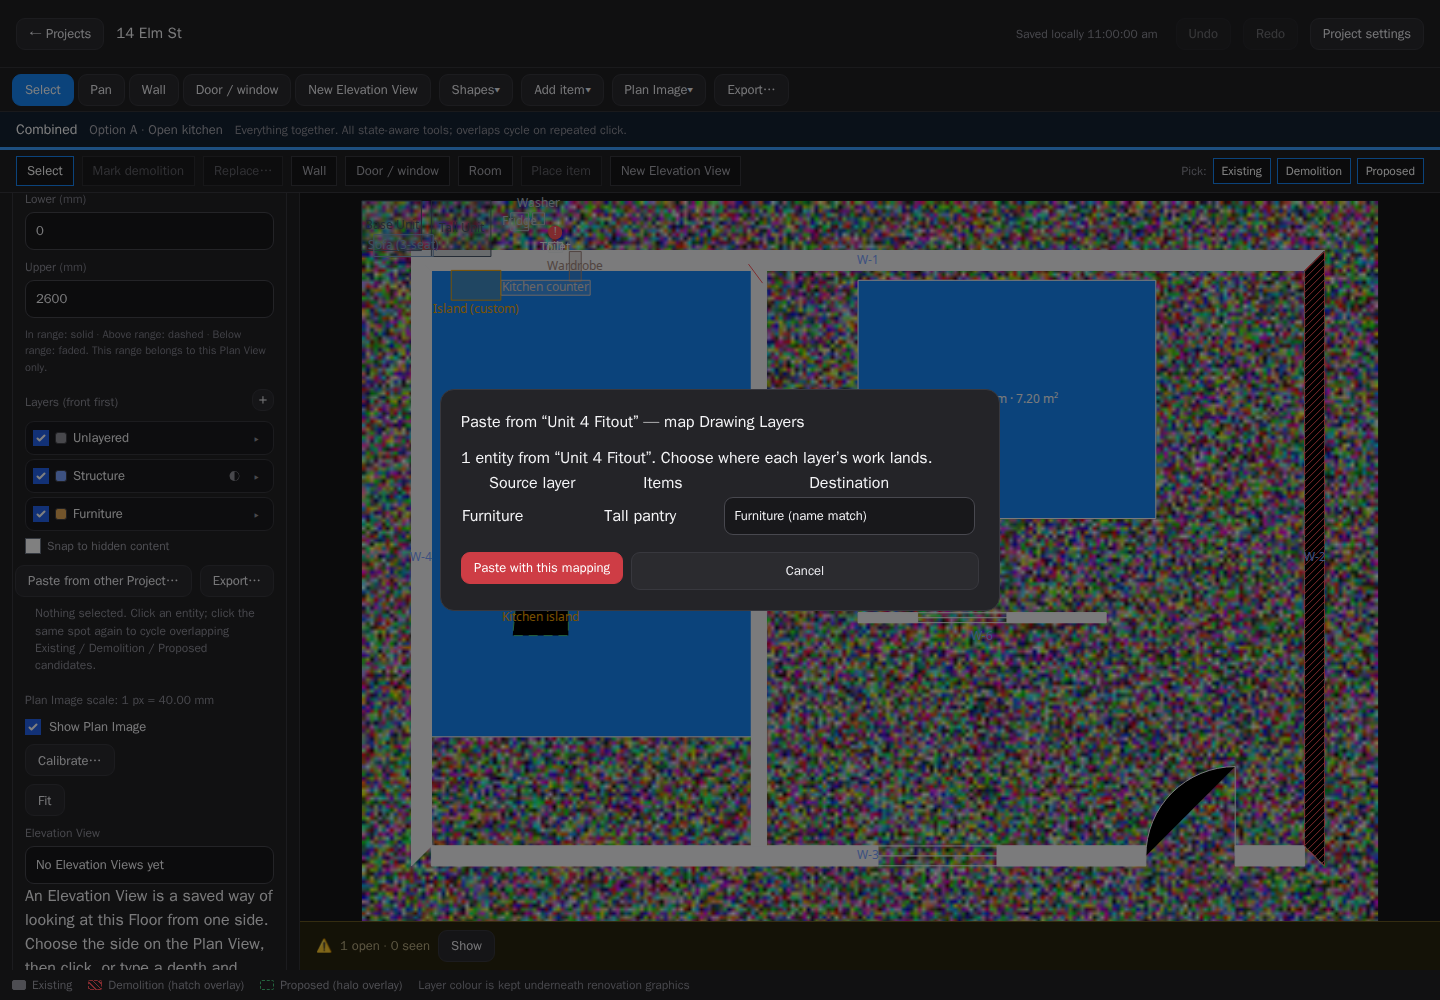 ← Projects
14 Elm St
Saved locally 11:00:00 am
Undo
Redo
Project settings
Select
Pan
Wall
Door / window
New Elevation View
Shapes▾
Add item▾
Plan Image▾
Export⋯
Combined
Option A · Open kitchen
Everything together. All state-aware tools; overlaps cycle on repeated click.
Select
Mark demolition
Replace⋯
Wall
Door / window
Room
Place item
New Elevation View
Pick:
Existing
Demolition
Proposed
Lower (mm)
0
Upper (mm)
2600
In range: solid · Above range: dashed · Below
range: faded. This range belongs to this Plan View
only.
Layers (front first)
+
Unlayered
Structure
Furniture
Snap to hidden content
Paste from other Project⋯
Export⋯
Nothing selected. Click an entity; click the
same spot again to cycle overlapping
Existing / Demolition / Proposed
candidates.
Plan Image scale: 1 px = 40.00 mm
Show Plan Image
Calibrate⋯
Fit
Elevation View
No Elevation Views yet
An Elevation View is a saved way of
looking at this Floor from one side.
Choose the side on the Plan View,
then click, or type a depth and
Washer
Toilet
Wardrobe
Kitchen counter
Island (custom)
W-1
m · 7.20 m²
W-4
W-2
Kitchen island
W-3
Paste from “Unit 4 Fitout” — map Drawing Layers
1 entity from “Unit 4 Fitout”. Choose where each layer’s work lands.
Source layer
Items
Destination
Furniture
Tall pantry
Furniture (name match)
Paste with this mapping
Cancel
1 open · 0 seen
Show
Existing
Demolition (hatch overlay)
Proposed (halo overlay)
Layer colour is kept underneath renovation graphics